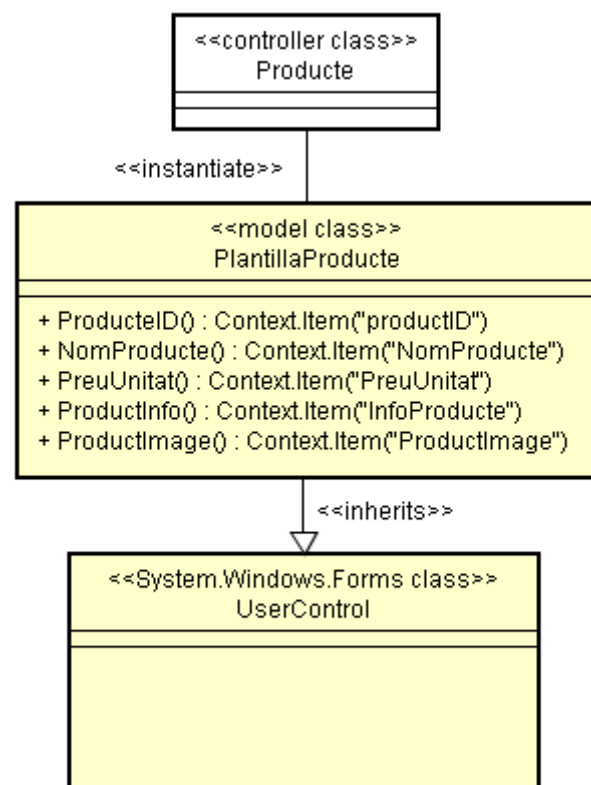 <<controller class>>
Producte
<<instantiate>>
<<model class>>
PlantillaProducte
+ ProducteID() : Context.Item("productID")
+ NomProducte() : Context.Item("NomProducte")
+ PreuUnitat() : Context.Item("PreuUnitat")
+ ProductInfo() : Context.Item("InfoProducte")
+ ProductImage() : Context.Item("ProductImage")
<<inherits>>
<<System.Windows.Forms class>>
UserControl